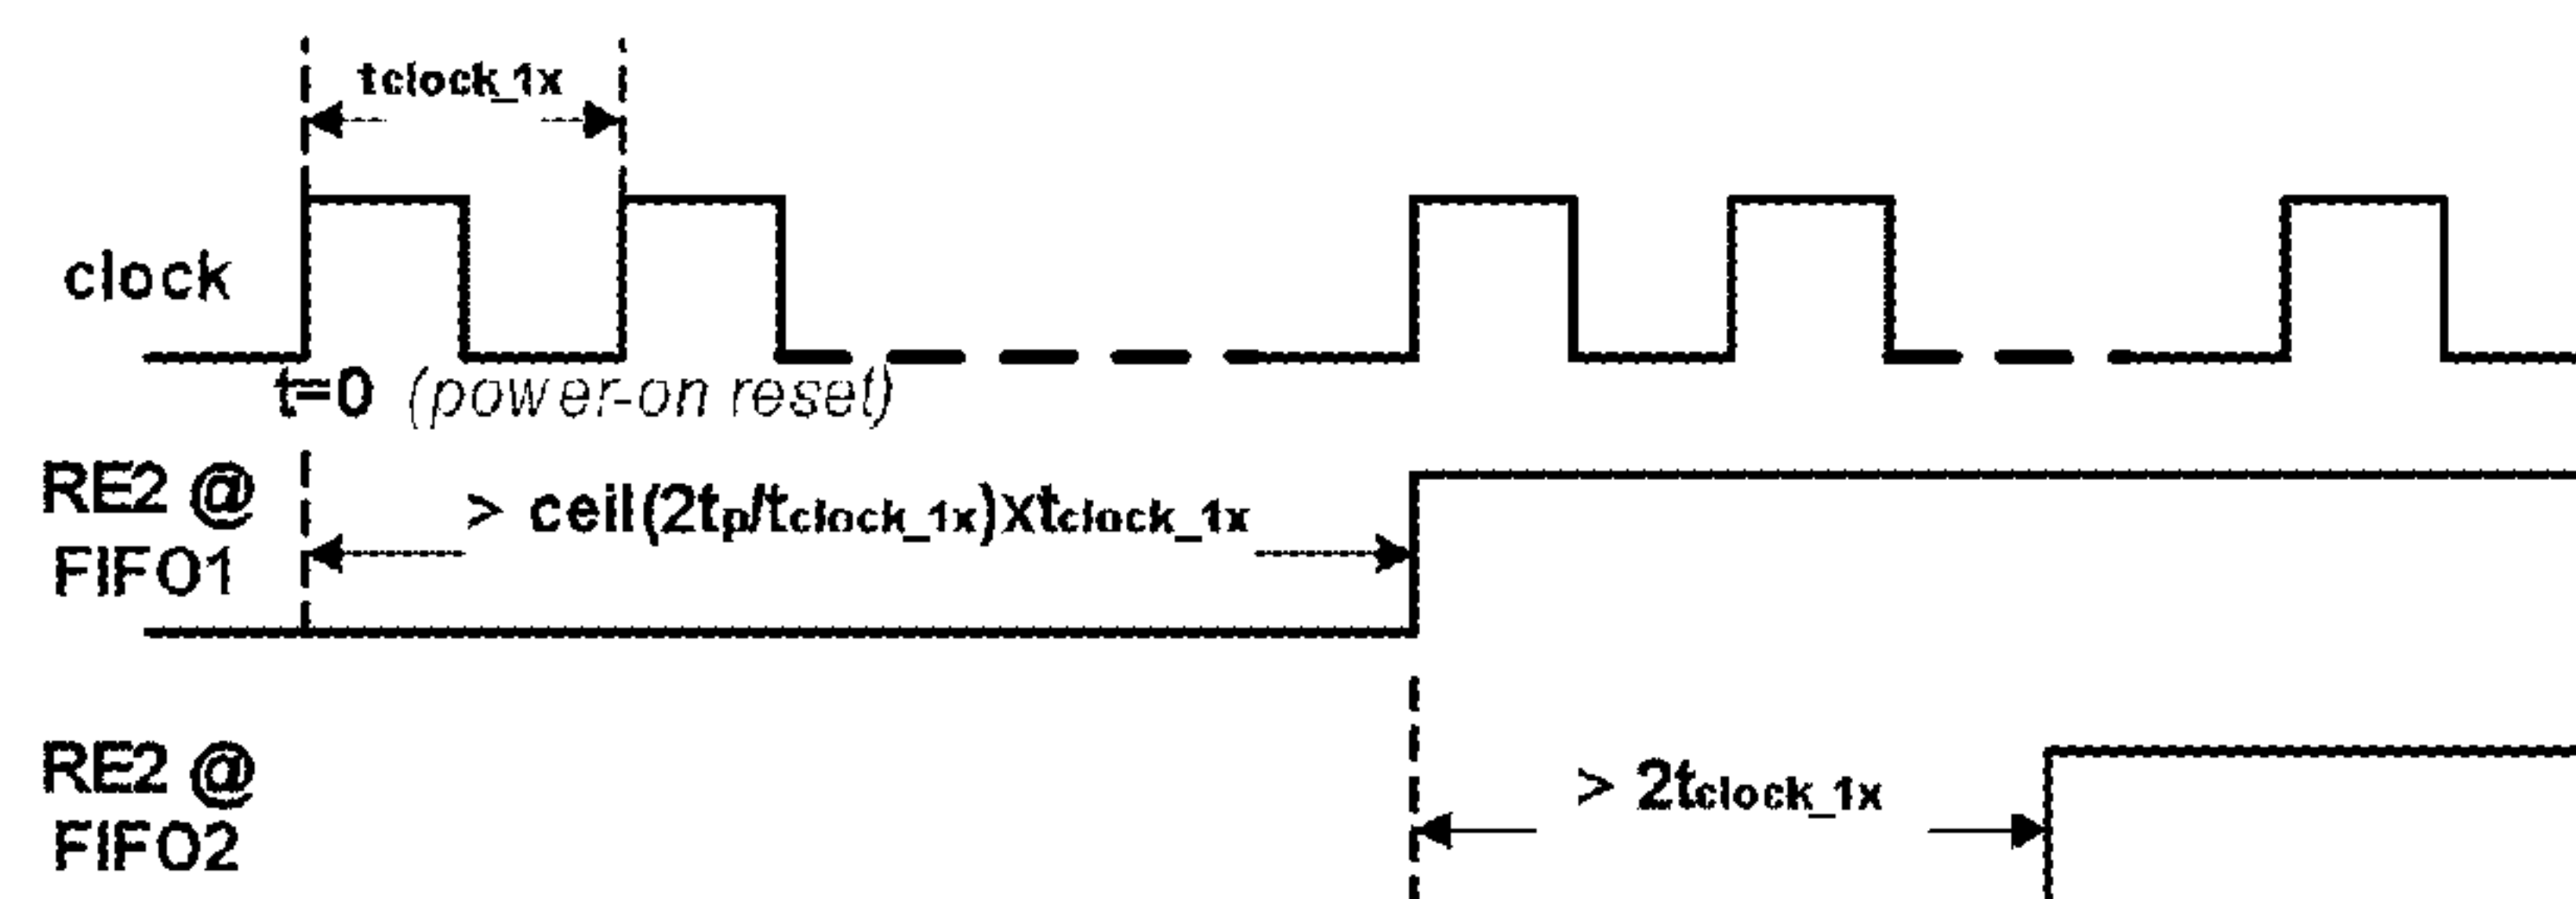 tclock_1x
clock
t=0 (power-on reset)
RE2 @
FIFO1
> ceil(2tp/tclock_1x)xtclock_1x
RE2 @
FIFO2
> 2tclock_1x